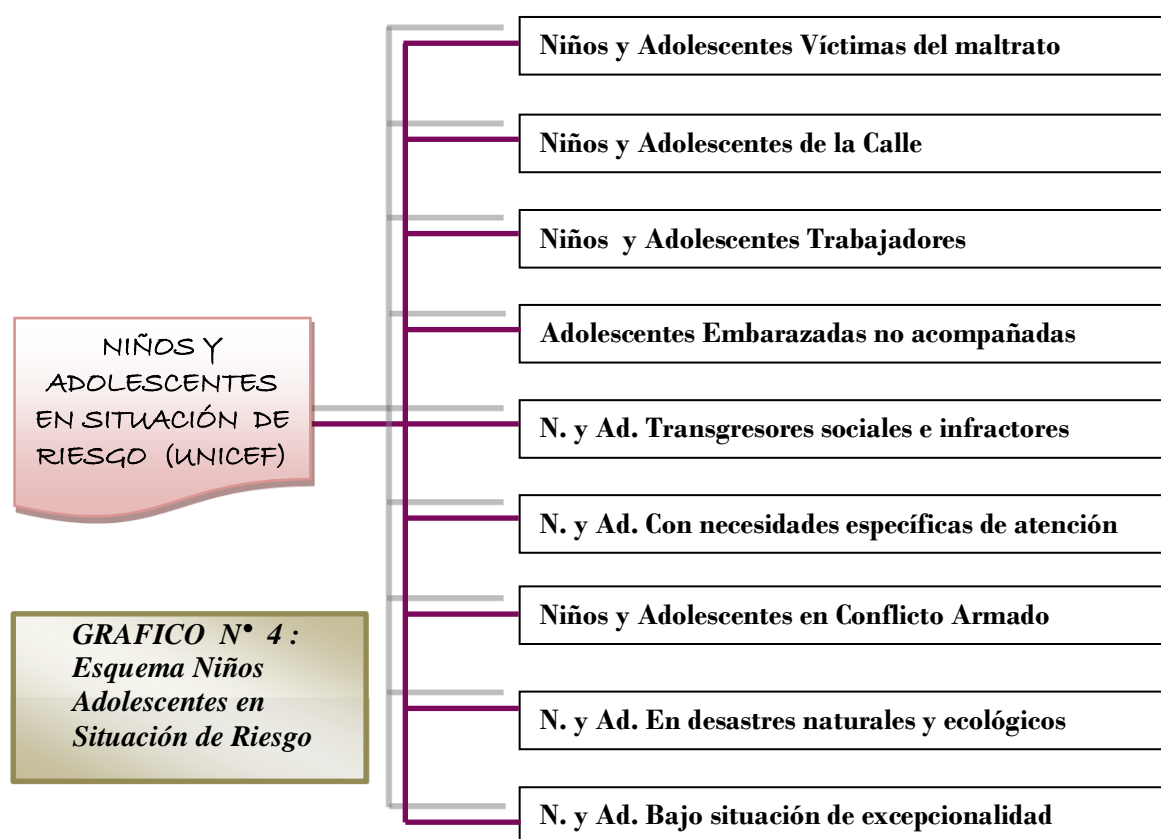 Niños y Adolescentes Víctimas del maltrato
Niños y Adolescentes de la Calle
Niños y Adolescentes Trabajadores
Adolescentes Embarazadas no acompañadas
N. y Ad. Transgresores sociales e infractores
N. y Ad. Con necesidades específicas de atención
Niños y Adolescentes en Conflicto Armado
N. y Ad. En desastres naturales y ecológicos
N. y Ad. Bajo situación de excepcionalidad
NIÑOS Y
ADOLESCENTES
EN SITUACIÓN DE
RIESGO (UNICEF)
GRAFICO N° 4 :
Esquema Niños
Adolescentes en
Situación de Riesgo